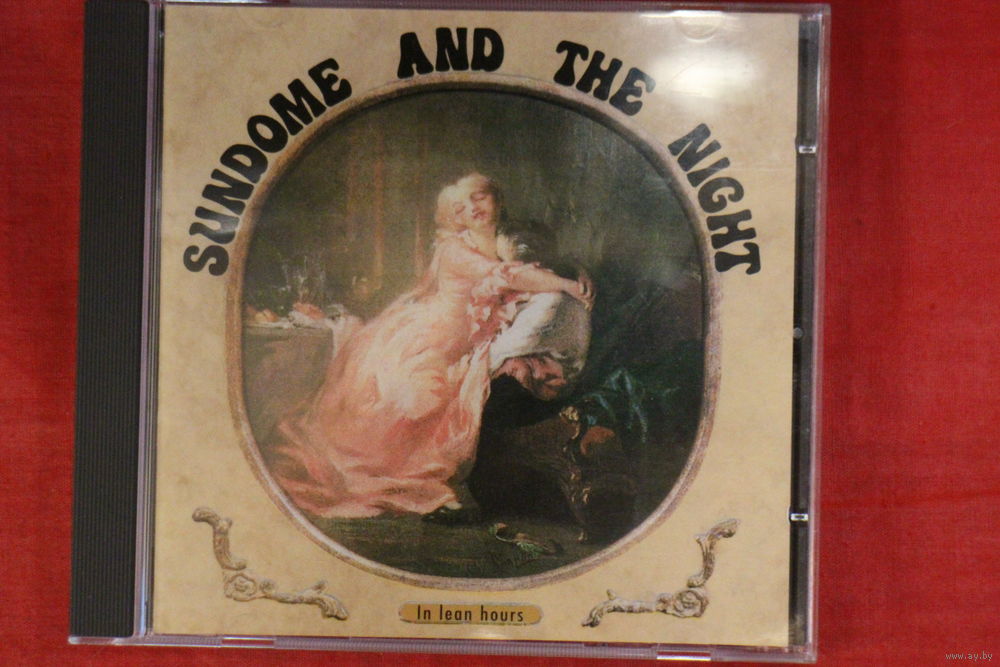 SUNDOME AND THE NIGHT
In lean hours
www.ay.by